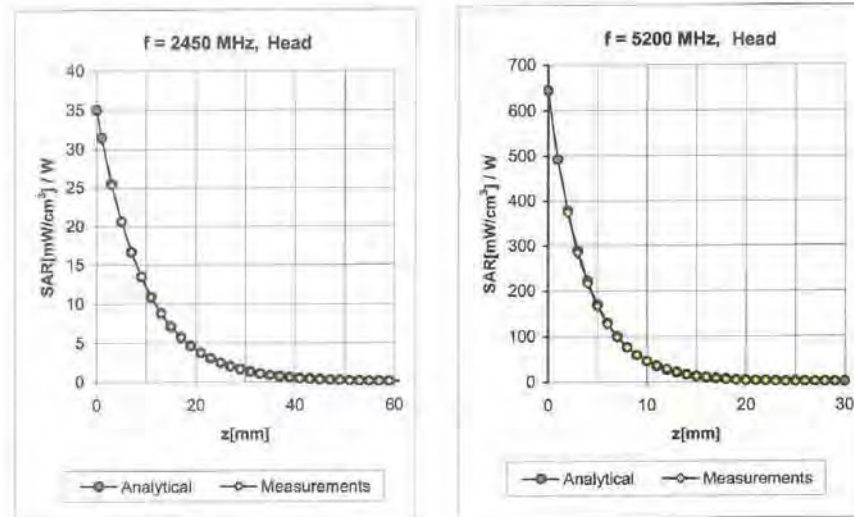 f = 2450 MHz, Head
40
35
30
25
20
15
10
5
0
SAR[mW/cm³] / W
0 20 40 60
z[mm]
Analytical Measurements
f = 5200 MHz, Head
700
600
500
400
300
200
100
0
SAR[mW/cm³] / W
0 10 20 30
z[mm]
Analytical Measurements